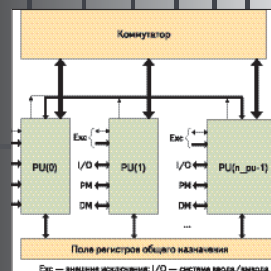 Коммутатор
Exc
Exc
PU(0)
I/O
PU(1)
I/O
PU(n_pu-1)
PM
PM
DM
DM
...
Поле регистров общего назначения
Exc — внешние исключения; I/O — система ввода/вывода